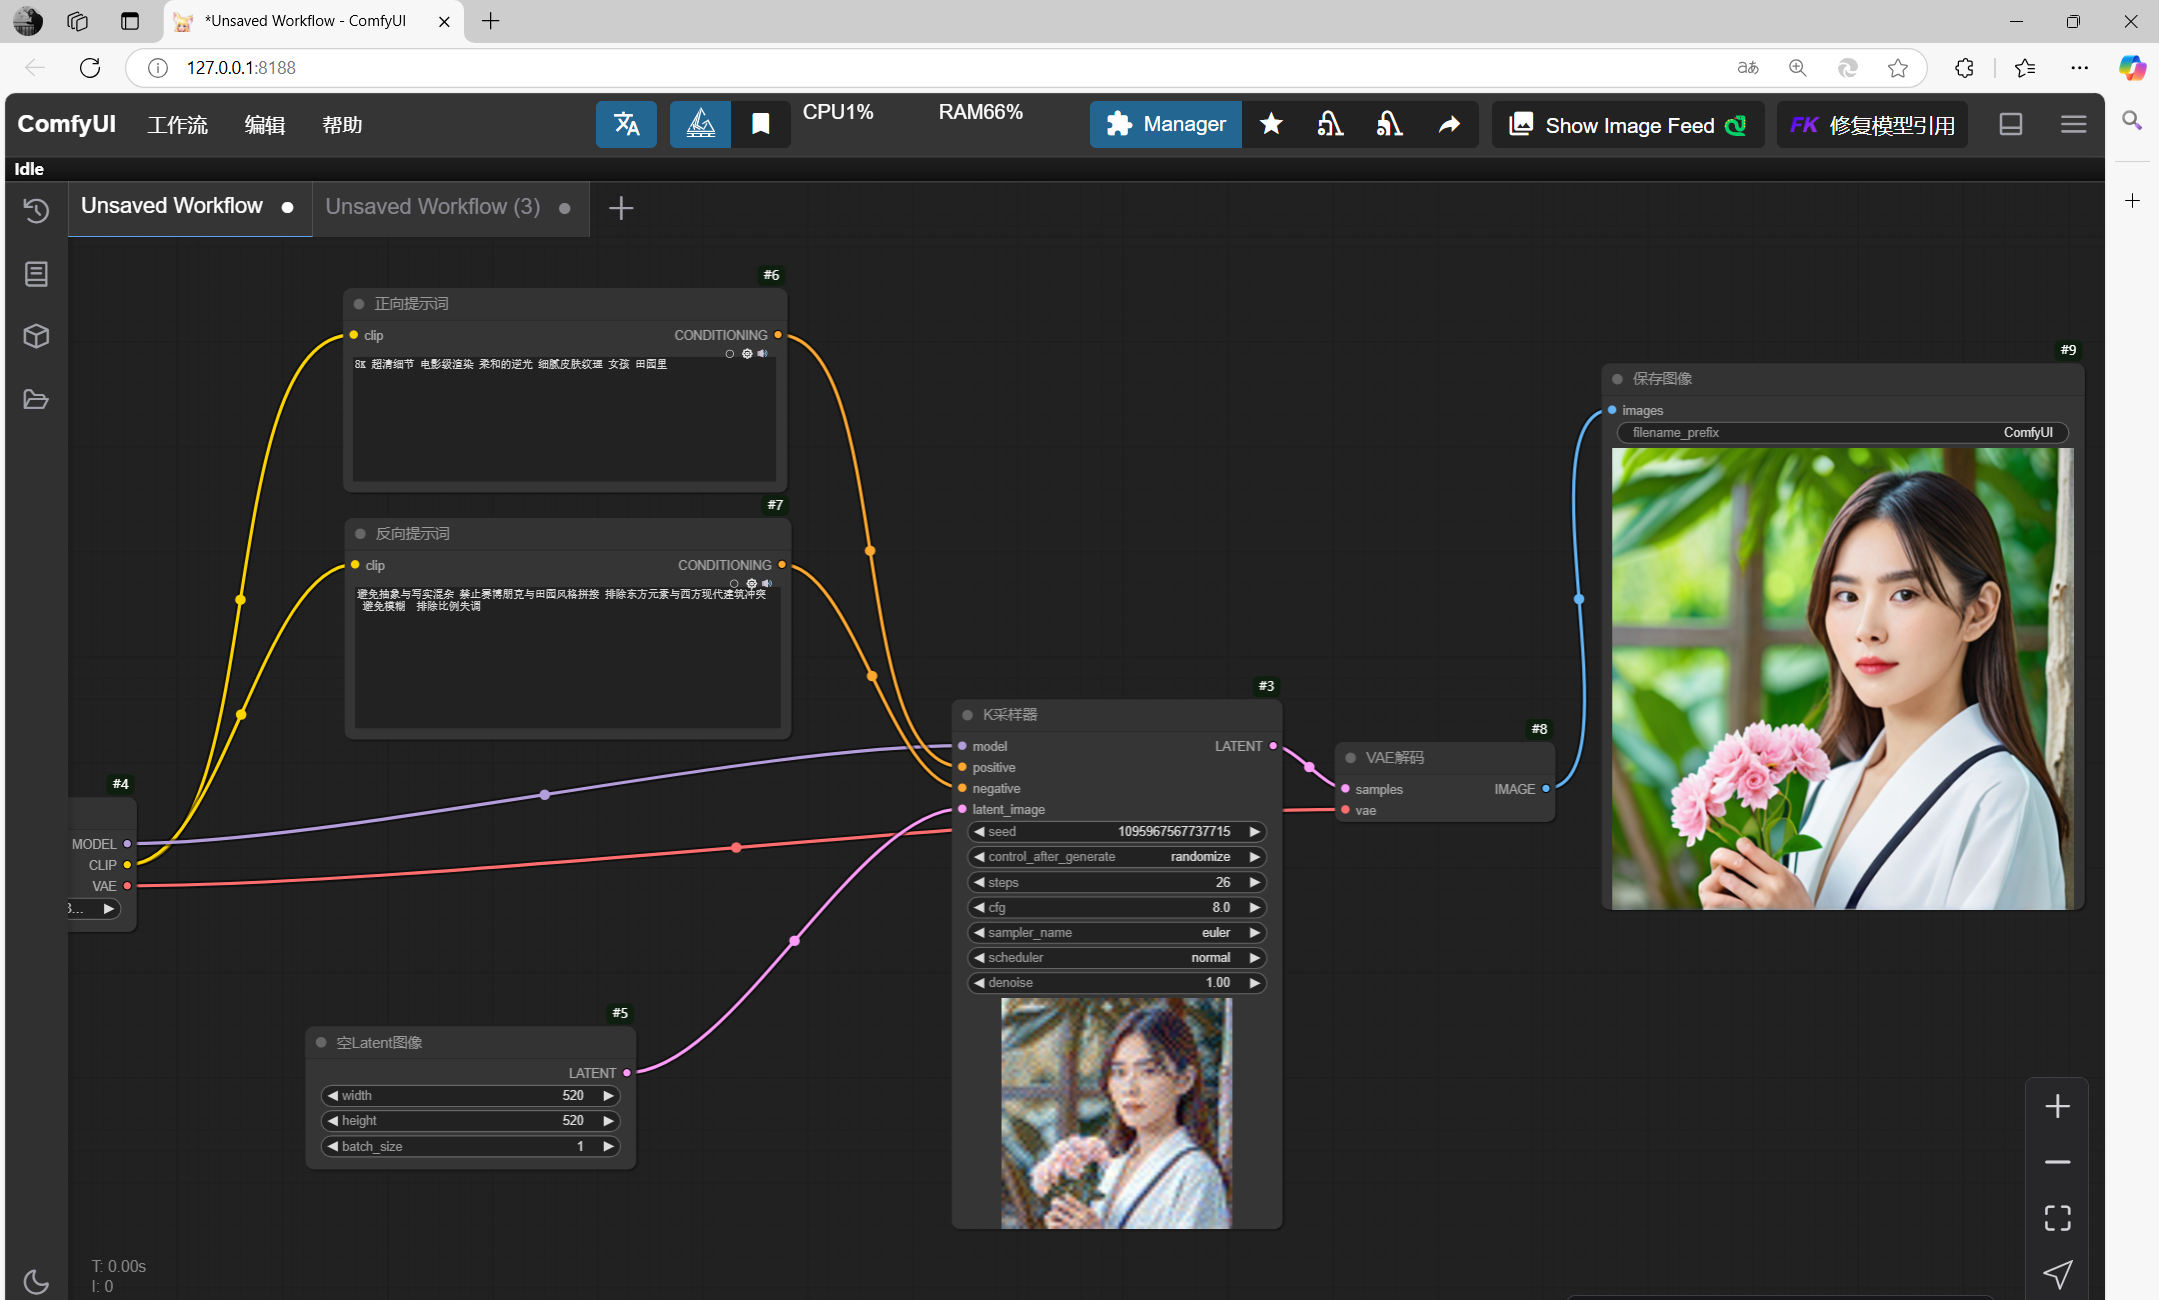 *Unsaved Workflow - ComfyUI
127.0.0.1:8188
aあ
ComfyUI 工作流 编辑 帮助
CPU1% RAM66%
Manager
Show Image Feed
FK 修复模型引用
Idle
Unsaved Workflow
Unsaved Workflow (3)
#6
正向提示词
clip CONDITIONING
8K 超清细节 电影级渲染 柔和的逆光 细腻皮肤纹理 女孩 田园里
#7
反向提示词
clip CONDITIONING
避免抽象与写实混杂 禁止赛博朋克与田园风格拼接 排除东方元素与西方现代建筑冲突
避免模糊 排除比例失调
#4
MODEL
CLIP
VAE
3...
#5
空Latent图像
LATENT
width 520
height 520
batch_size 1
#3
K采样器
model LATENT
positive
negative
latent_image
seed 1095967567737715
control_after_generate randomize
steps 26
cfg 8.0
sampler_name euler
scheduler normal
denoise 1.00
#8
VAE解码
samples IMAGE
vae
#9
保存图像
images
filename_prefix ComfyUI
T: 0.00s
I: 0